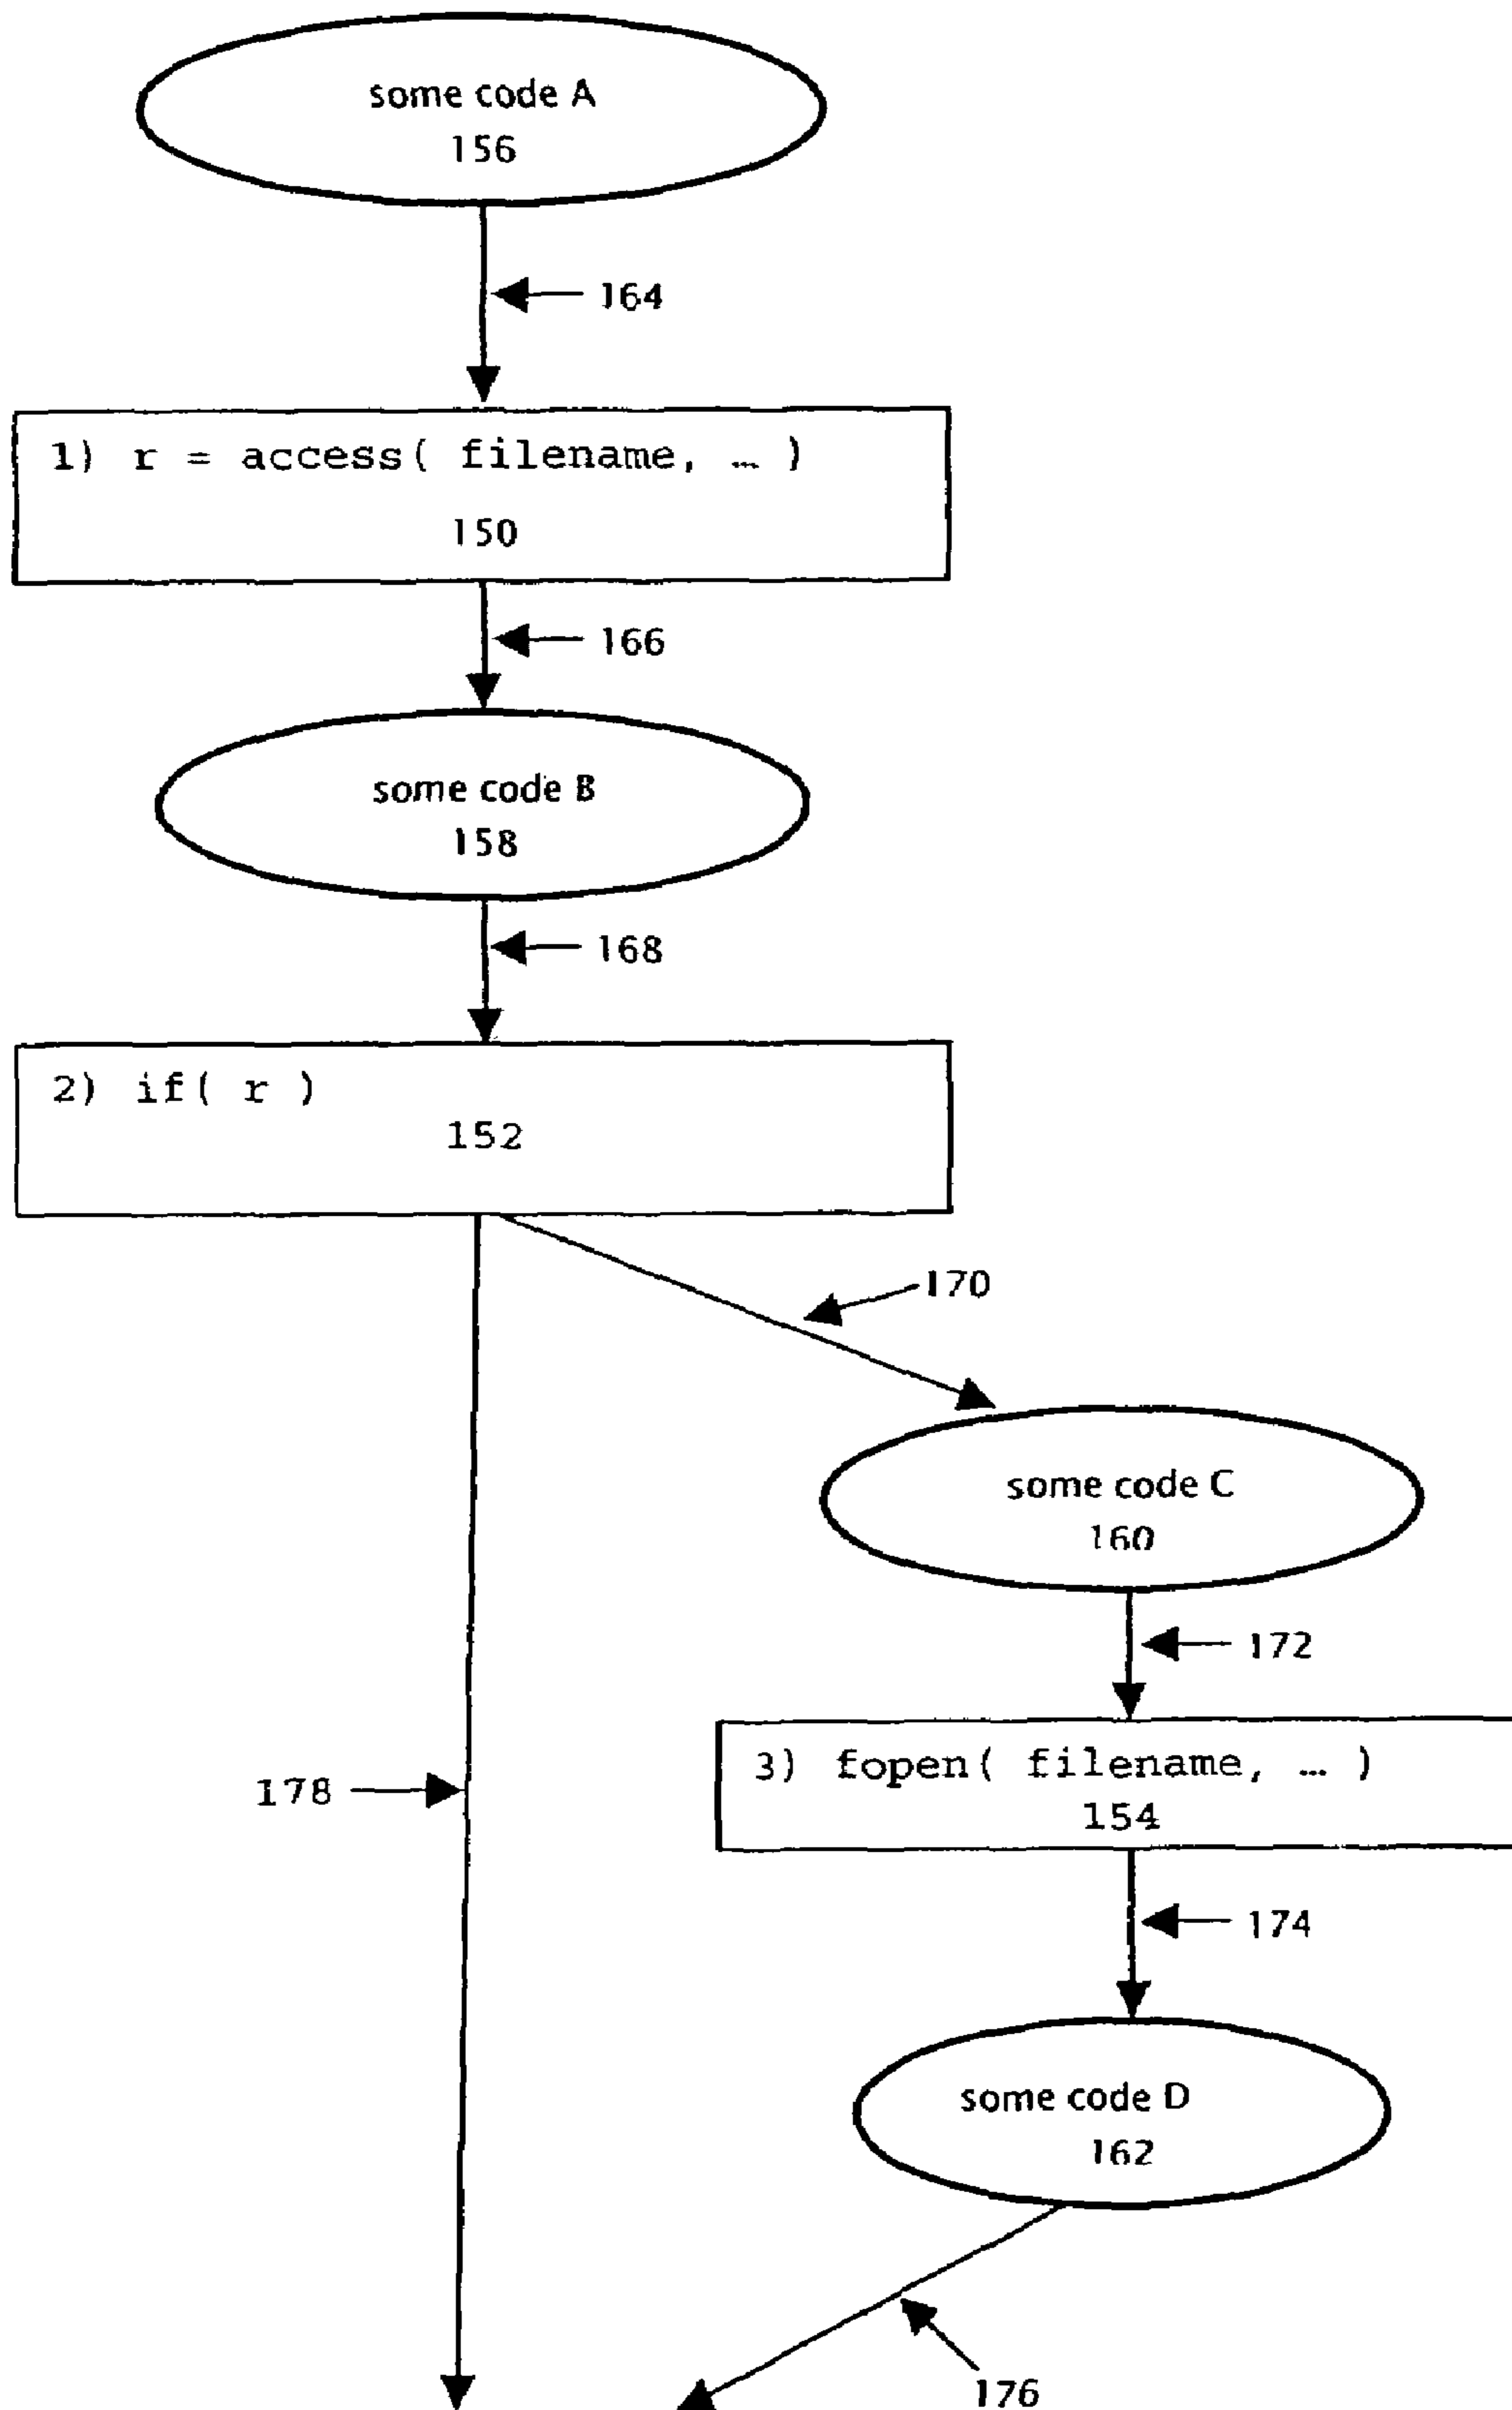 some code A
156
164
1) r = access( filename, … )
150
166
some code B
158
168
2) if( r )
152
170
some code C
160
172
3) fopen( filename, … )
154
178
174
some code D
162
176